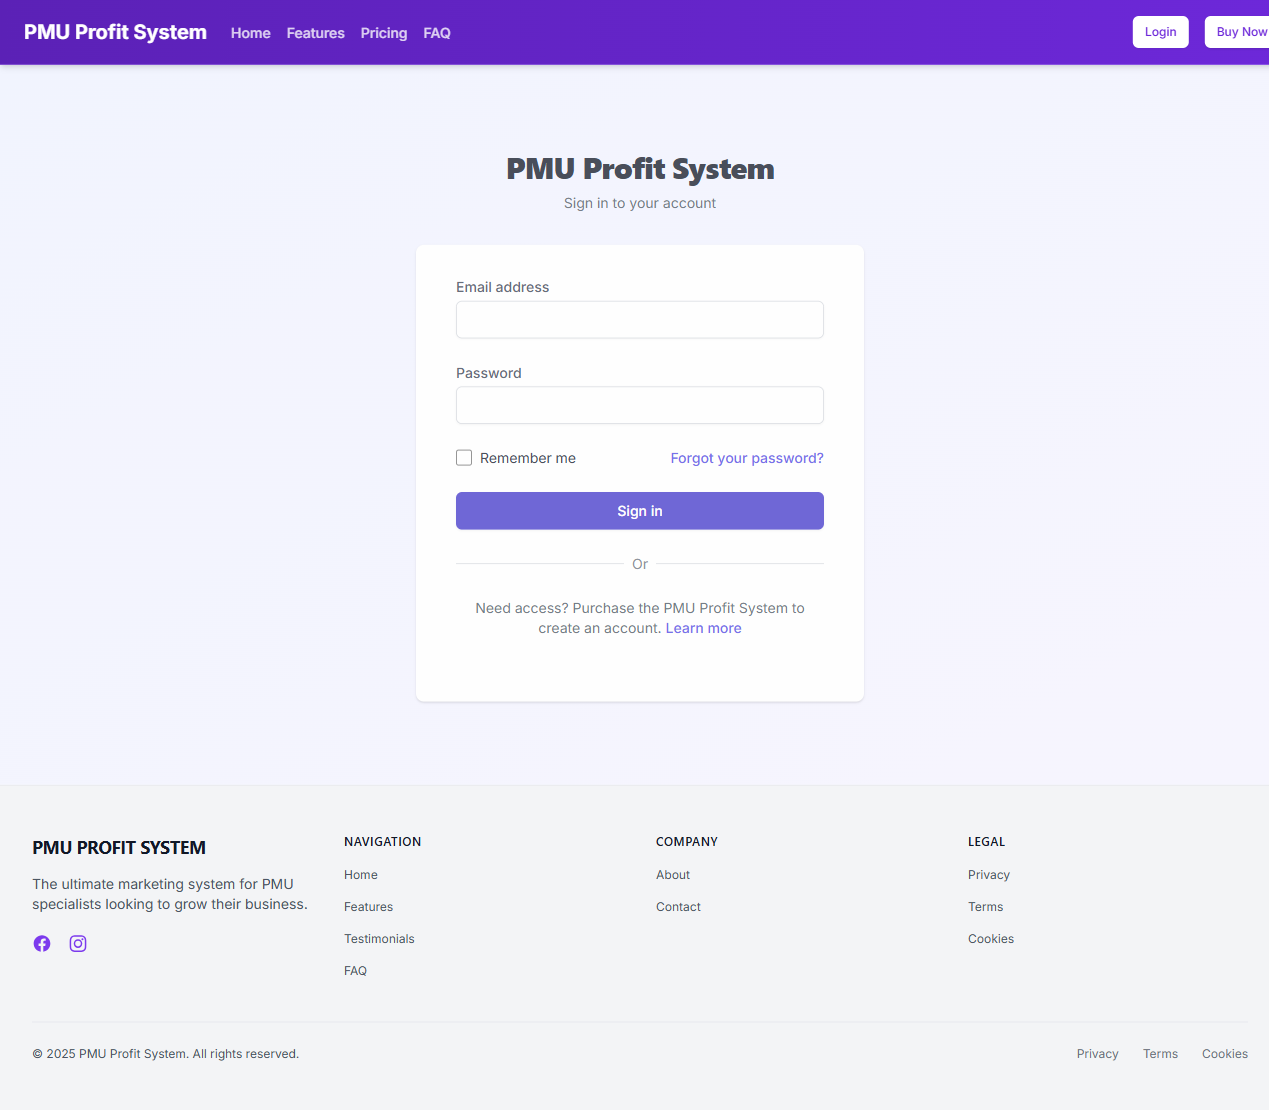 PMU Profit System
Home
Features
Pricing
FAQ
Login
Buy Now
PMU Profit System
Sign in to your account
Email address
Password
Remember me
Forgot your password?
Sign in
Or
Need access? Purchase the PMU Profit System to
create an account. Learn more
PMU PROFIT SYSTEM
The ultimate marketing system for PMU
specialists looking to grow their business.
NAVIGATION
Home
Features
Testimonials
FAQ
COMPANY
About
Contact
LEGAL
Privacy
Terms
Cookies
© 2025 PMU Profit System. All rights reserved.
Privacy
Terms
Cookies